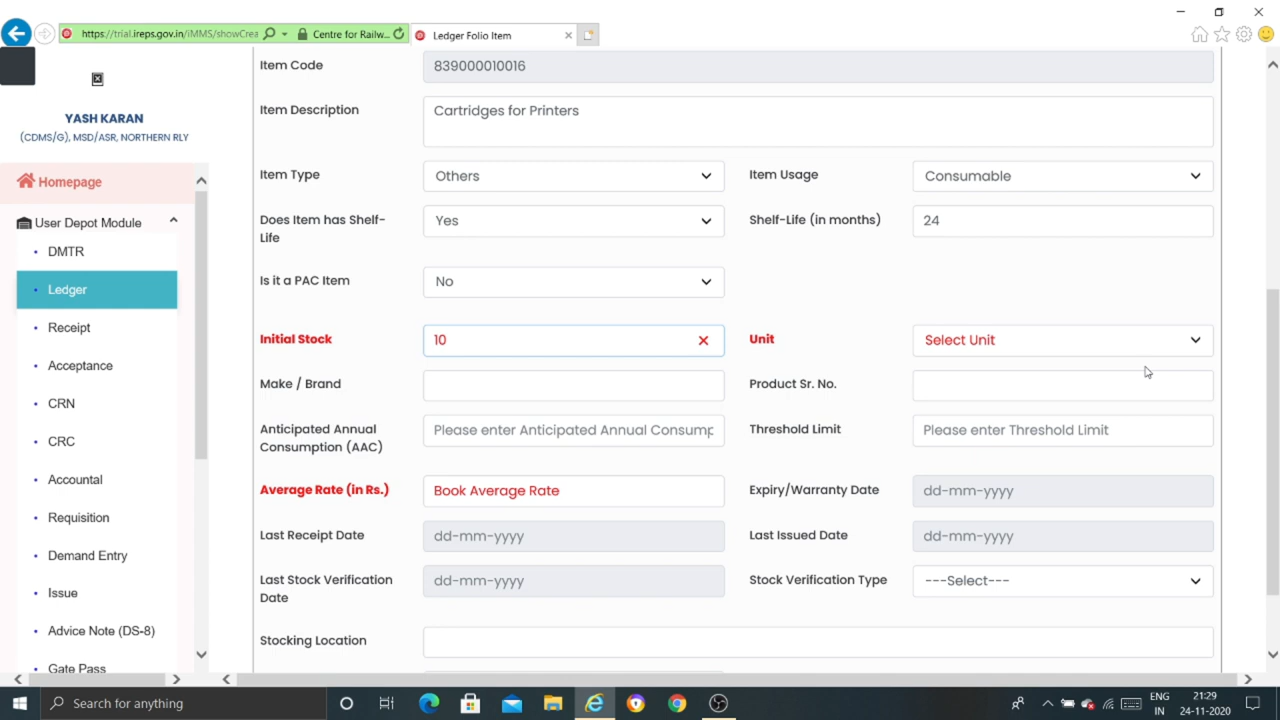 https://trial.ireps.gov.in/iMMS/showCrea
Centre for Railw...
Ledger Folio Item
YASH KARAN
(CDMS/G), MSD/ASR, NORTHERN RLY
Homepage
User Depot Module
DMTR
Ledger
Receipt
Acceptance
CRN
CRC
Accountal
Requisition
Demand Entry
Issue
Advice Note (DS-8)
Gate Pass
Item Code
839000010016
Item Description
Cartridges for Printers
Item Type
Others
Item Usage
Consumable
Does Item has Shelf-
Life
Yes
Shelf-Life (in months)
24
Is it a PAC Item
No
Initial Stock
10
Unit
Select Unit
Make / Brand
Product Sr. No.
Anticipated Annual
Consumption (AAC)
Please enter Anticipated Annual Consump
Threshold Limit
Please enter Threshold Limit
Average Rate (in Rs.)
Book Average Rate
Expiry/Warranty Date
dd-mm-yyyy
Last Receipt Date
dd-mm-yyyy
Last Issued Date
dd-mm-yyyy
Last Stock Verification
Date
dd-mm-yyyy
Stock Verification Type
---Select---
Stocking Location
Search for anything
ENG
IN
21:29
24-11-2020